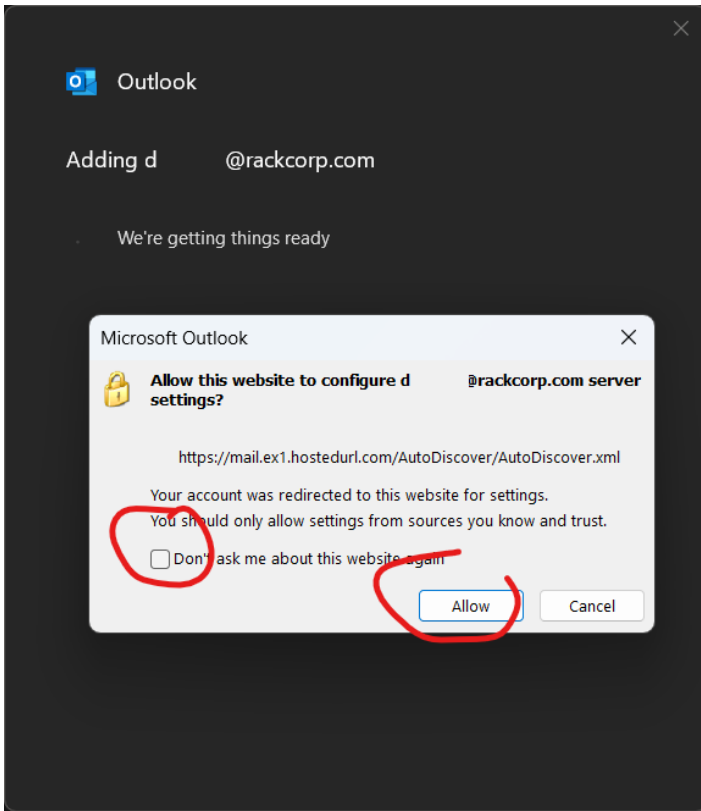 Outlook
Adding d @rackcorp.com
We're getting things ready
Microsoft Outlook
Allow this website to configure d @rackcorp.com server
settings?
https://mail.ex1.hostedurl.com/AutoDiscover/AutoDiscover.xml
Your account was redirected to this website for settings.
You should only allow settings from sources you know and trust.
Don't ask me about this website again
Allow Cancel